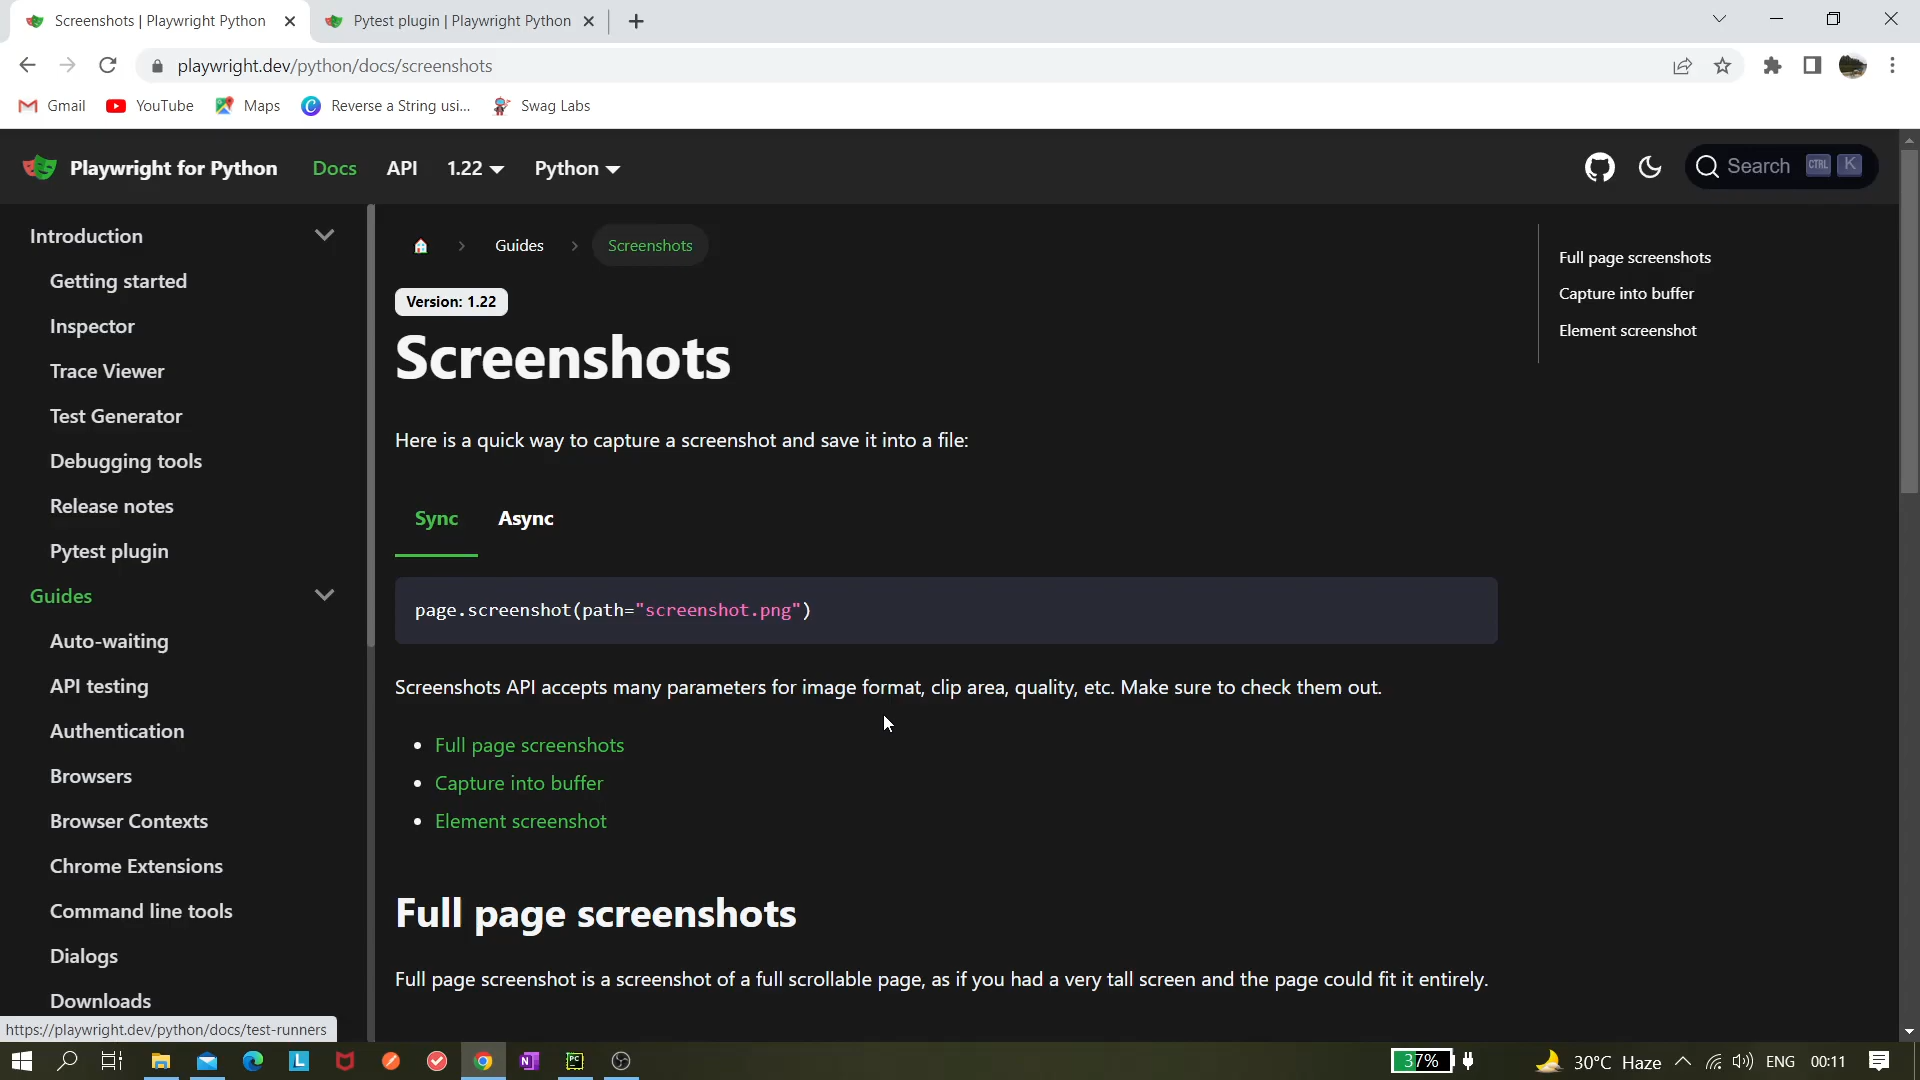 Screenshots | Playwright Python
Pytest plugin | Playwright Python
playwright.dev/python/docs/screenshots
Gmail
YouTube
Maps
Reverse a String usi...
Swag Labs
Playwright for Python
Docs
API
1.22
Python
Search
CTRL
K
Introduction
Getting started
Inspector
Trace Viewer
Test Generator
Debugging tools
Release notes
Pytest plugin
Guides
Auto-waiting
API testing
Authentication
Browsers
Browser Contexts
Chrome Extensions
Command line tools
Dialogs
Downloads
Guides
Screenshots
Version: 1.22
Screenshots
Here is a quick way to capture a screenshot and save it into a file:
Sync
Async
page.screenshot(path="screenshot.png")
Screenshots API accepts many parameters for image format, clip area, quality, etc. Make sure to check them out.
Full page screenshots
Capture into buffer
Element screenshot
Full page screenshots
Full page screenshot is a screenshot of a full scrollable page, as if you had a very tall screen and the page could fit it entirely.
Full page screenshots
Capture into buffer
Element screenshot
https://playwright.dev/python/docs/test-runners
L
N
PC
37%
30°C Haze
ENG
00:11